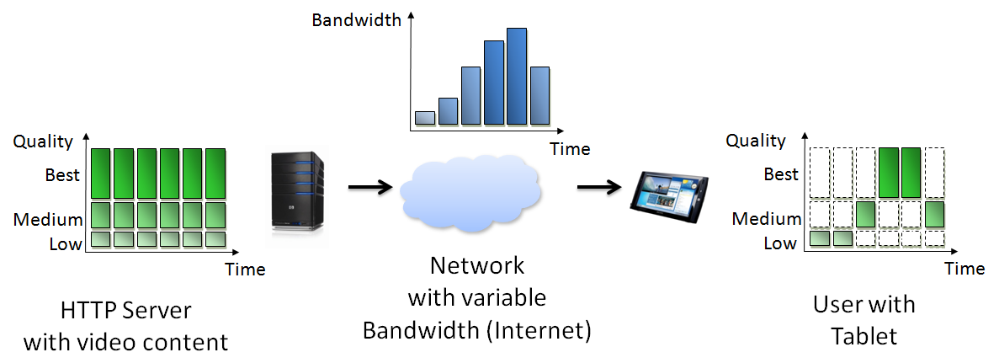 Bandwidth
Time
Quality
Best
Medium
Low
Time
HTTP Server
with video content
Network
with variable
Bandwidth (Internet)
Quality
Best
Medium
Low
Time
User with
Tablet